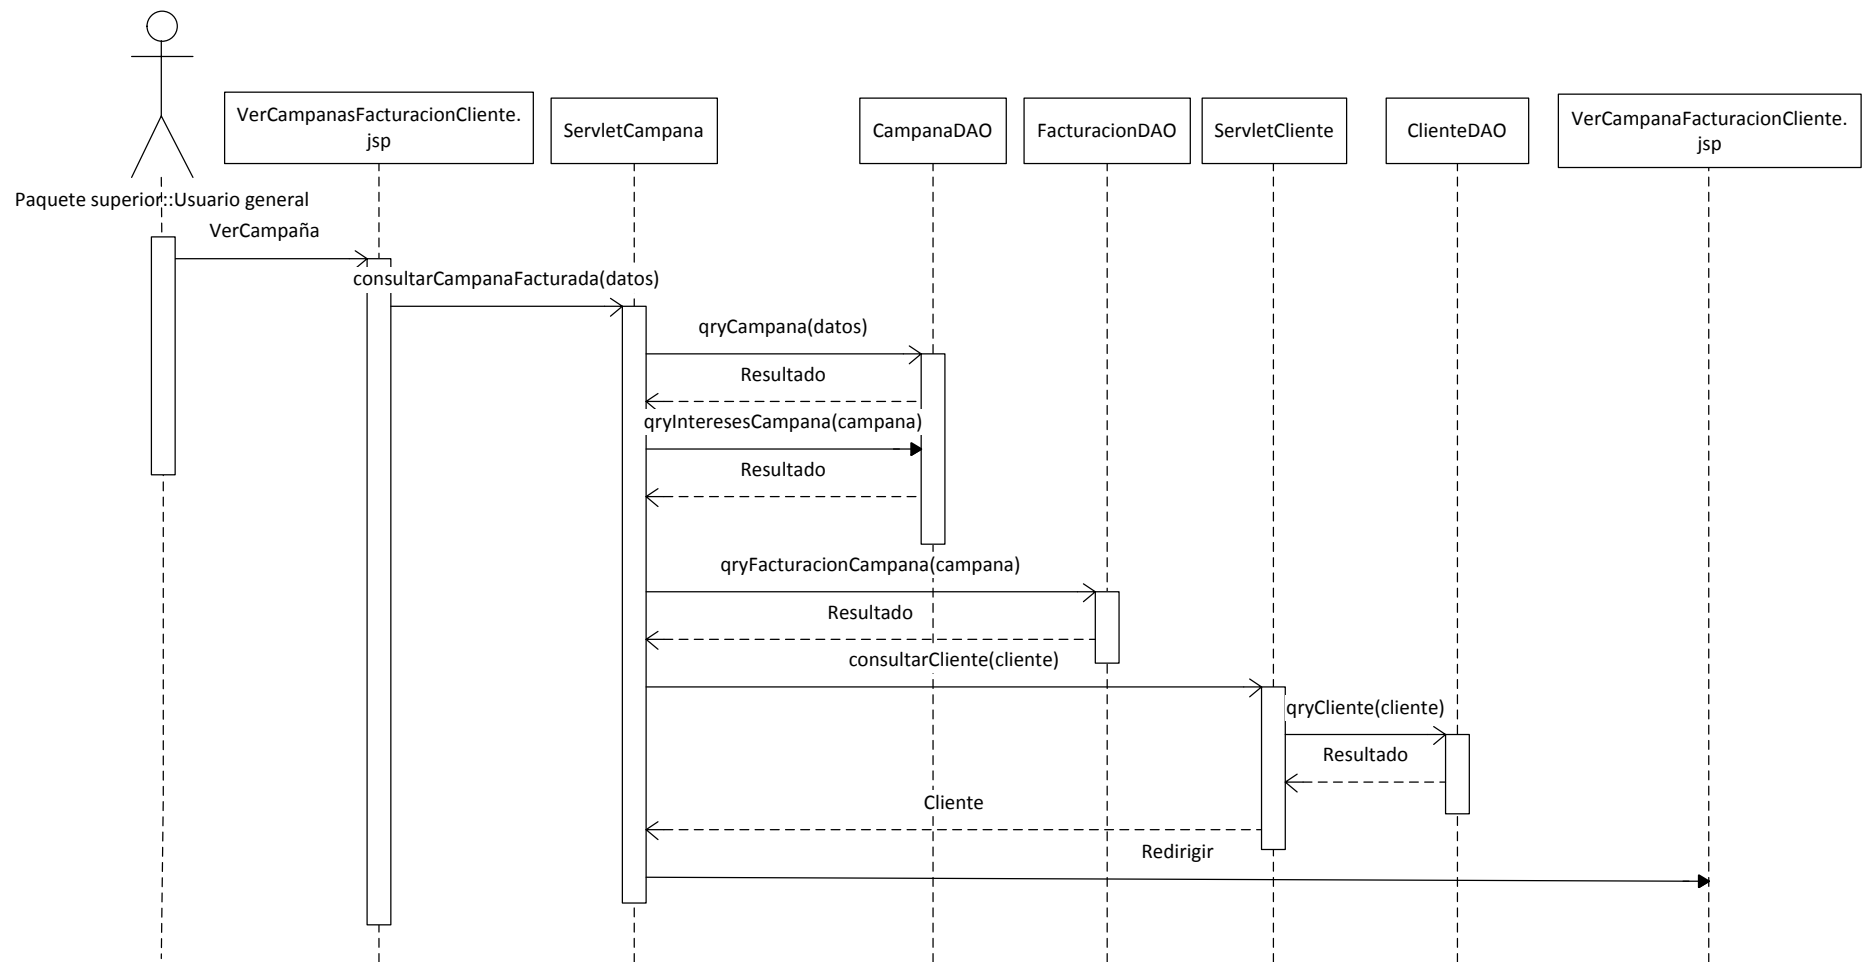 VerCampanasFacturacionCliente.
jsp
ServletCampana
CampanaDAO
FacturacionDAO
ServletCliente
ClienteDAO
VerCampanaFacturacionCliente.
jsp
Paquete superior::Usuario general
VerCampaña
consultarCampanaFacturada(datos)
qryCampana(datos)
Resultado
qryInteresesCampana(campana)
Resultado
qryFacturacionCampana(campana)
Resultado
consultarCliente(cliente)
qryCliente(cliente)
Resultado
Cliente
Redirigir